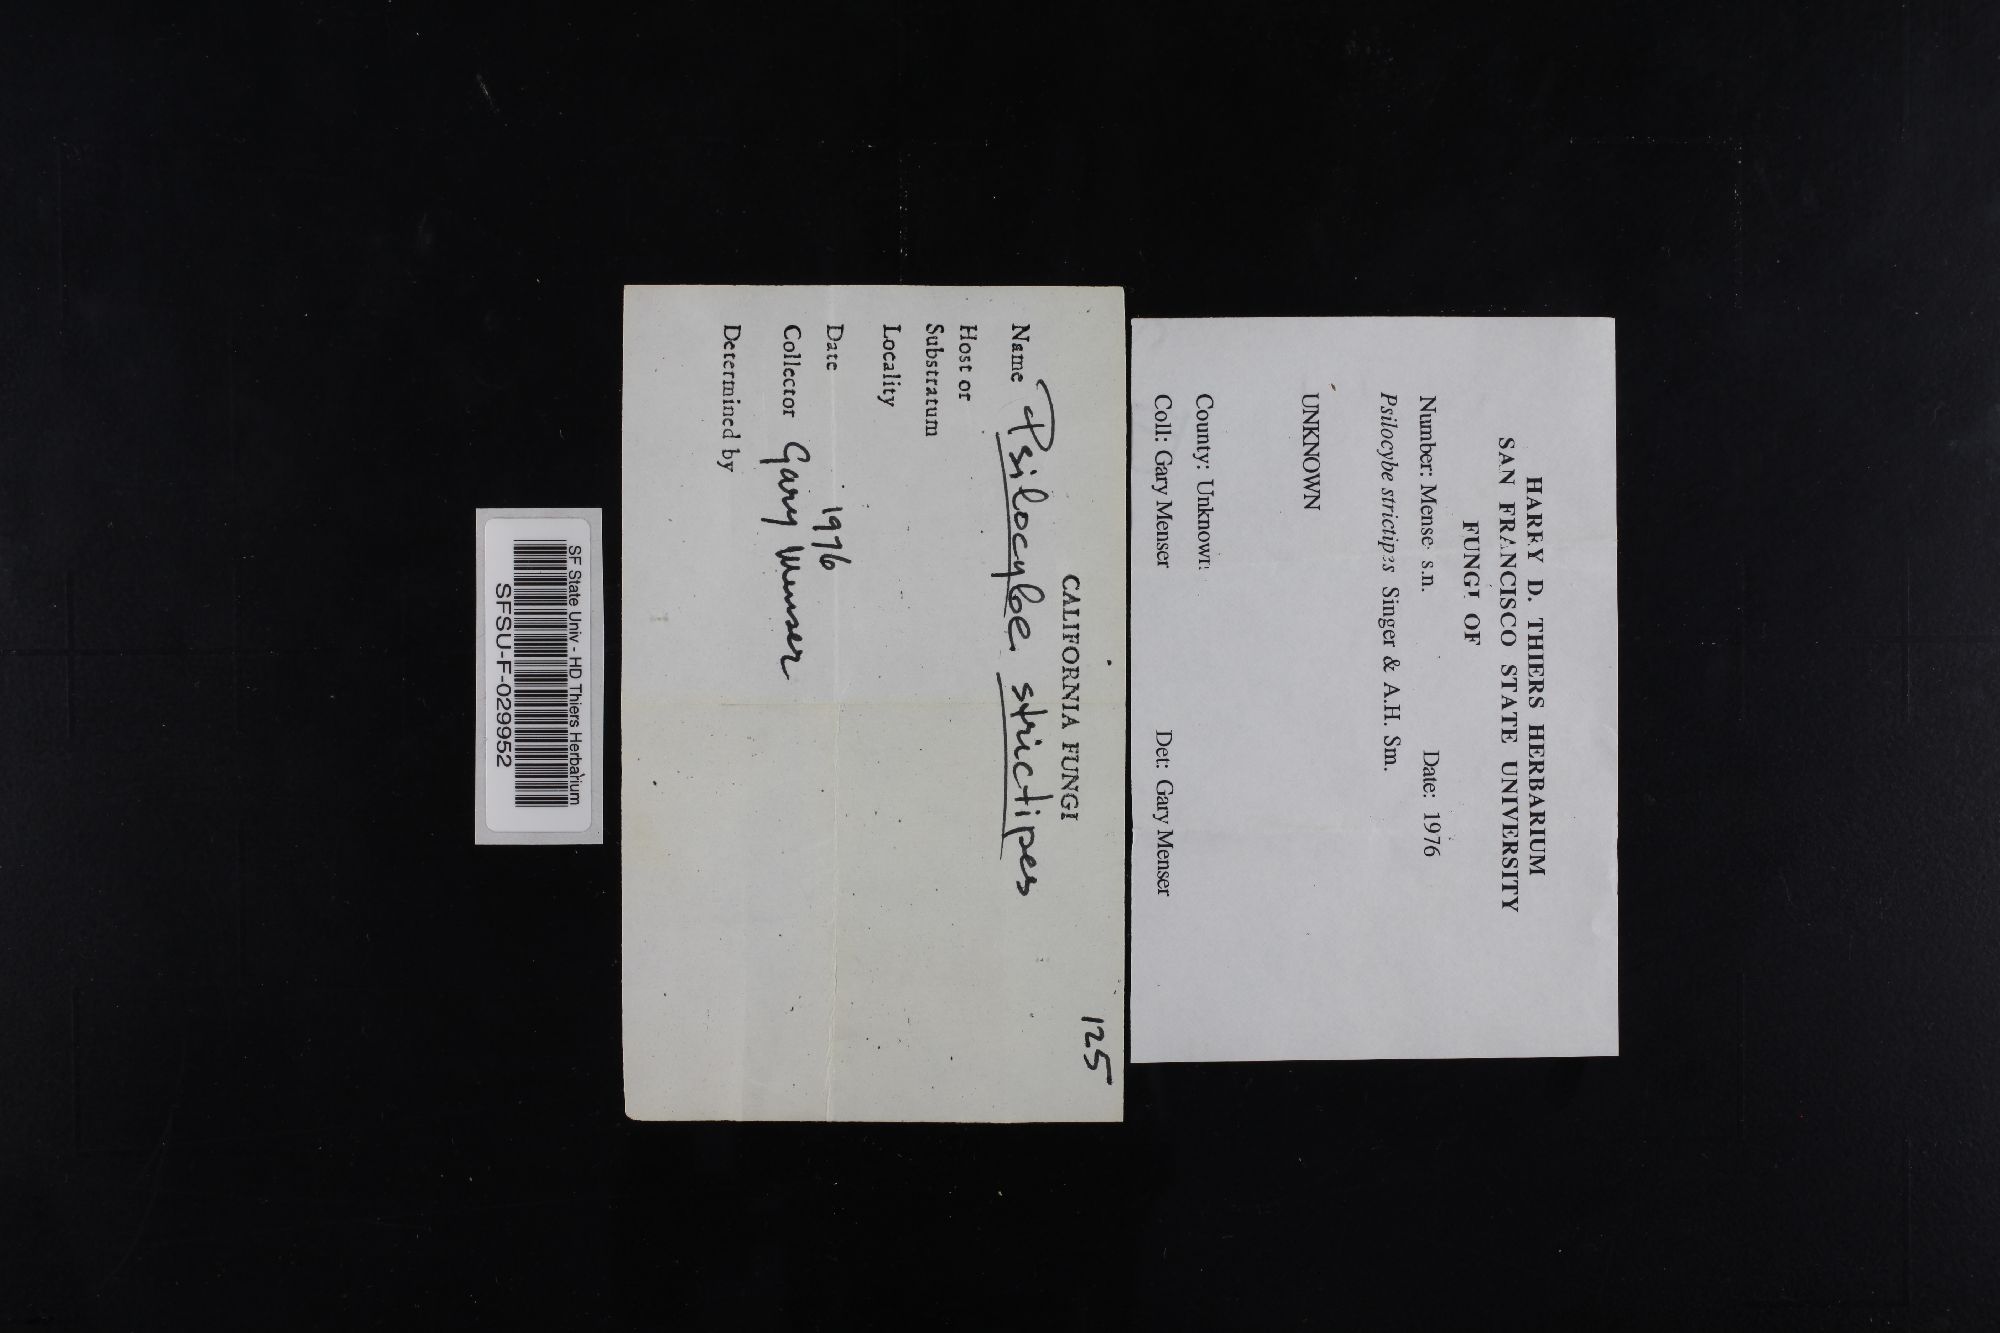 HARRY D. THIERS HERBARIUM
SAN FRANCISCO STATE UNIVERSITY
FUNGI OF
Number: Mense s.n. Date: 1976
Psilocybe strictipes Singer & A.H. Sm.
UNKNOWN
County: Unknown
Coll: Gary Menser Det: Gary Menser
125
CALIFORNIA FUNGI
Name Psilocybe strictipes
Host or
Substratum
Locality
Date 1976
Collector Gary Menser
Determined by
SF State Univ - HD Thiers Herbarium
SFSU-F-029952